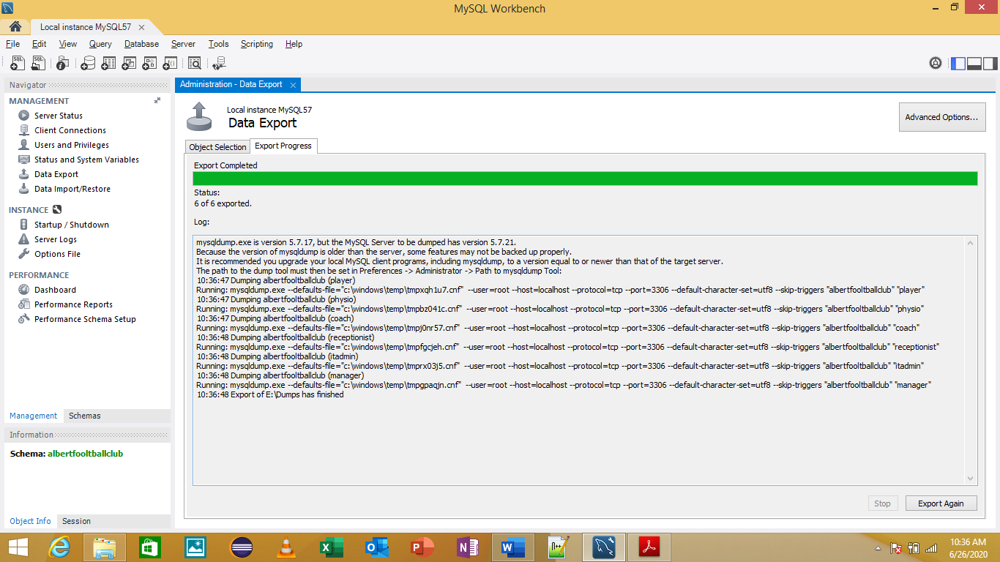 MySQL Workbench
Local instance MySQL57
File Edit View Query Database Server Tools Scripting Help
Navigator
MANAGEMENT
Server Status
Client Connections
Users and Privileges
Status and System Variables
Data Export
Data Import/Restore
INSTANCE
Startup / Shutdown
Server Logs
Options File
PERFORMANCE
Dashboard
Performance Reports
Performance Schema Setup
Management Schemas
Information
Schema: albertfooltballclub
Object Info Session
Administration - Data Export
Local instance MySQL57
Data Export
Advanced Options...
Object Selection Export Progress
Export Completed
Status:
6 of 6 exported.
Log:
mysqldump.exe is version 5.7.17, but the MySQL Server to be dumped has version 5.7.21.
Because the version of mysqldump is older than the server, some features may not be backed up properly.
It is recommended you upgrade your local MySQL client programs, including mysqldump, to a version equal to or newer than that of the target server.
The path to the dump tool must then be set in Preferences -> Administrator -> Path to mysqldump Tool:
10:36:47 Dumping albertfooltballclub (player)
Running: mysqldump.exe --defaults-file="c:\windows\temp\tmpxqh1u7.cnf" --user=root --host=localhost --protocol=tcp --port=3306 --default-character-set=utf8 --skip-triggers "albertfooltballclub" "player"
10:36:47 Dumping albertfooltballclub (physio)
Running: mysqldump.exe --defaults-file="c:\windows\temp\tmpbz041c.cnf" --user=root --host=localhost --protocol=tcp --port=3306 --default-character-set=utf8 --skip-triggers "albertfooltballclub" "physio"
10:36:47 Dumping albertfooltballclub (coach)
Running: mysqldump.exe --defaults-file="c:\windows\temp\tmpj0nr57.cnf" --user=root --host=localhost --protocol=tcp --port=3306 --default-character-set=utf8 --skip-triggers "albertfooltballclub" "coach"
10:36:48 Dumping albertfooltballclub (receptionist)
Running: mysqldump.exe --defaults-file="c:\windows\temp\tmpfgcjeh.cnf" --user=root --host=localhost --protocol=tcp --port=3306 --default-character-set=utf8 --skip-triggers "albertfooltballclub" "receptionist"
10:36:48 Dumping albertfooltballclub (itadmin)
Running: mysqldump.exe --defaults-file="c:\windows\temp\tmprx03j5.cnf" --user=root --host=localhost --protocol=tcp --port=3306 --default-character-set=utf8 --skip-triggers "albertfooltballclub" "itadmin"
10:36:48 Dumping albertfooltballclub (manager)
Running: mysqldump.exe --defaults-file="c:\windows\temp\tmpgpaqjn.cnf" --user=root --host=localhost --protocol=tcp --port=3306 --default-character-set=utf8 --skip-triggers "albertfooltballclub" "manager"
10:36:48 Export of E:\Dumps has finished
Stop Export Again
10:36 AM
6/26/2020